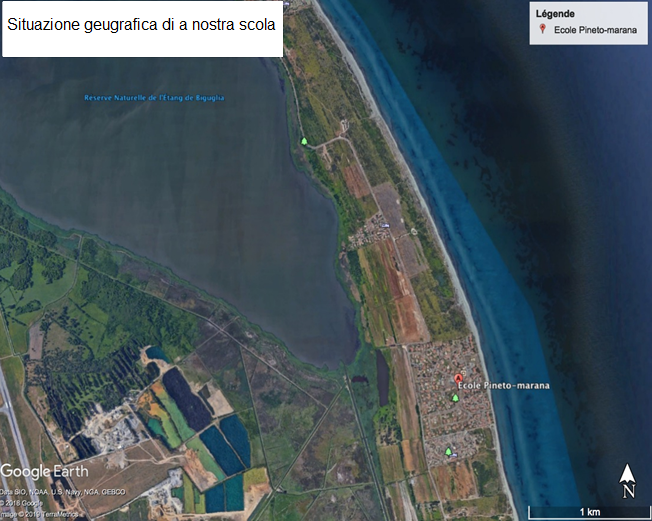 Situazione geugrafica di a nostra scola
Légende
Ecole Pineto-marana
Reserve Naturelle de l'Etang de Biguglia
Ecole Pineto-marana
Google Earth
Data SIO, NOAA, U.S. Navy, NGA, GEBCO
© 2018 Google
Image © 2019 TerraMetrics
N
1 km